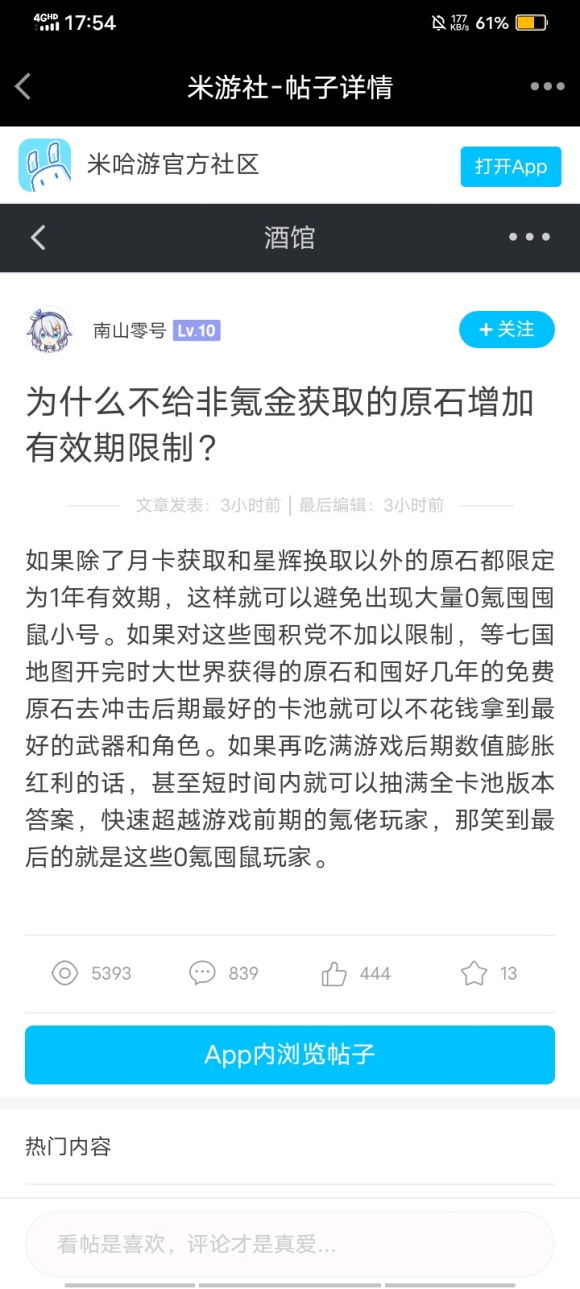 4GHD 17:54 177 KB/s 61%
米游社-帖子详情
米哈游官方社区 打开App
酒馆
南山零号 Lv.10 +关注
为什么不给非氪金获取的原石增加
有效期限制？
文章发表：3小时前 | 最后编辑：3小时前
如果除了月卡获取和星辉换取以外的原石都限定
为1年有效期，这样就可以避免出现大量0氪囤囤
鼠小号。如果对这些囤积党不加以限制，等七国
地图开完时大世界获得的原石和囤好几年的免费
原石去冲击后期最好的卡池就可以不花钱拿到最
好的武器和角色。如果再吃满游戏后期数值膨胀
红利的话，甚至短时间内就可以抽满全卡池版本
答案，快速超越游戏前期的氪佬玩家，那笑到最
后的就是这些0氪囤鼠玩家。
5393 839 444 13
App内浏览帖子
热门内容
看帖是喜欢，评论才是真爱...